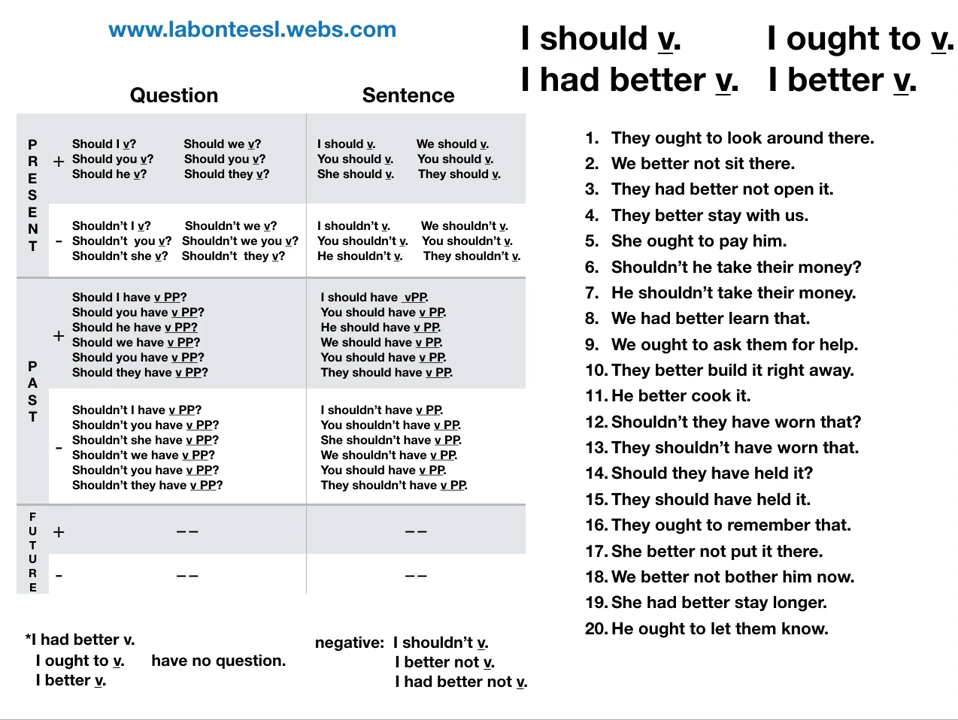 www.labonteesl.webs.com
I should v. I ought to v.
I had better v. I better v.
Question Sentence
PRESENT
+
Should I v? Should we v? I should v. We should v.
Should you v? Should you v? You should v. You should v.
Should he v? Should they v? She should v. They should v.
-
Shouldn't I v? Shouldn't we v? I shouldn't v. We shouldn't v.
Shouldn't you v? Shouldn't we you v? You shouldn't v. You shouldn't v.
Shouldn't she v? Shouldn't they v? He shouldn't v. They shouldn't v.
PAST
+
Should I have v PP? I should have vPP.
Should you have v PP? You should have v PP.
Should he have v PP? He should have v PP.
Should we have v PP? We should have v PP.
Should you have v PP? You should have v PP.
Should they have v PP? They should have v PP.
-
Shouldn't I have v PP? I shouldn't have v PP.
Shouldn't you have v PP? You shouldn't have v PP.
Shouldn't she have v PP? She shouldn't have v PP.
Shouldn't we have v PP? We shouldn't have v PP.
Shouldn't you have v PP? You should have v PP.
Shouldn't they have v PP? They shouldn't have v PP.
FUTURE
+ –– ––
- –– ––
*I had better v.
I ought to v. have no question.
I better v.
negative: I shouldn't v.
I better not v.
I had better not v.
1. They ought to look around there.
2. We better not sit there.
3. They had better not open it.
4. They better stay with us.
5. She ought to pay him.
6. Shouldn't he take their money?
7. He shouldn't take their money.
8. We had better learn that.
9. We ought to ask them for help.
10. They better build it right away.
11. He better cook it.
12. Shouldn't they have worn that?
13. They shouldn't have worn that.
14. Should they have held it?
15. They should have held it.
16. They ought to remember that.
17. She better not put it there.
18. We better not bother him now.
19. She had better stay longer.
20. He ought to let them know.